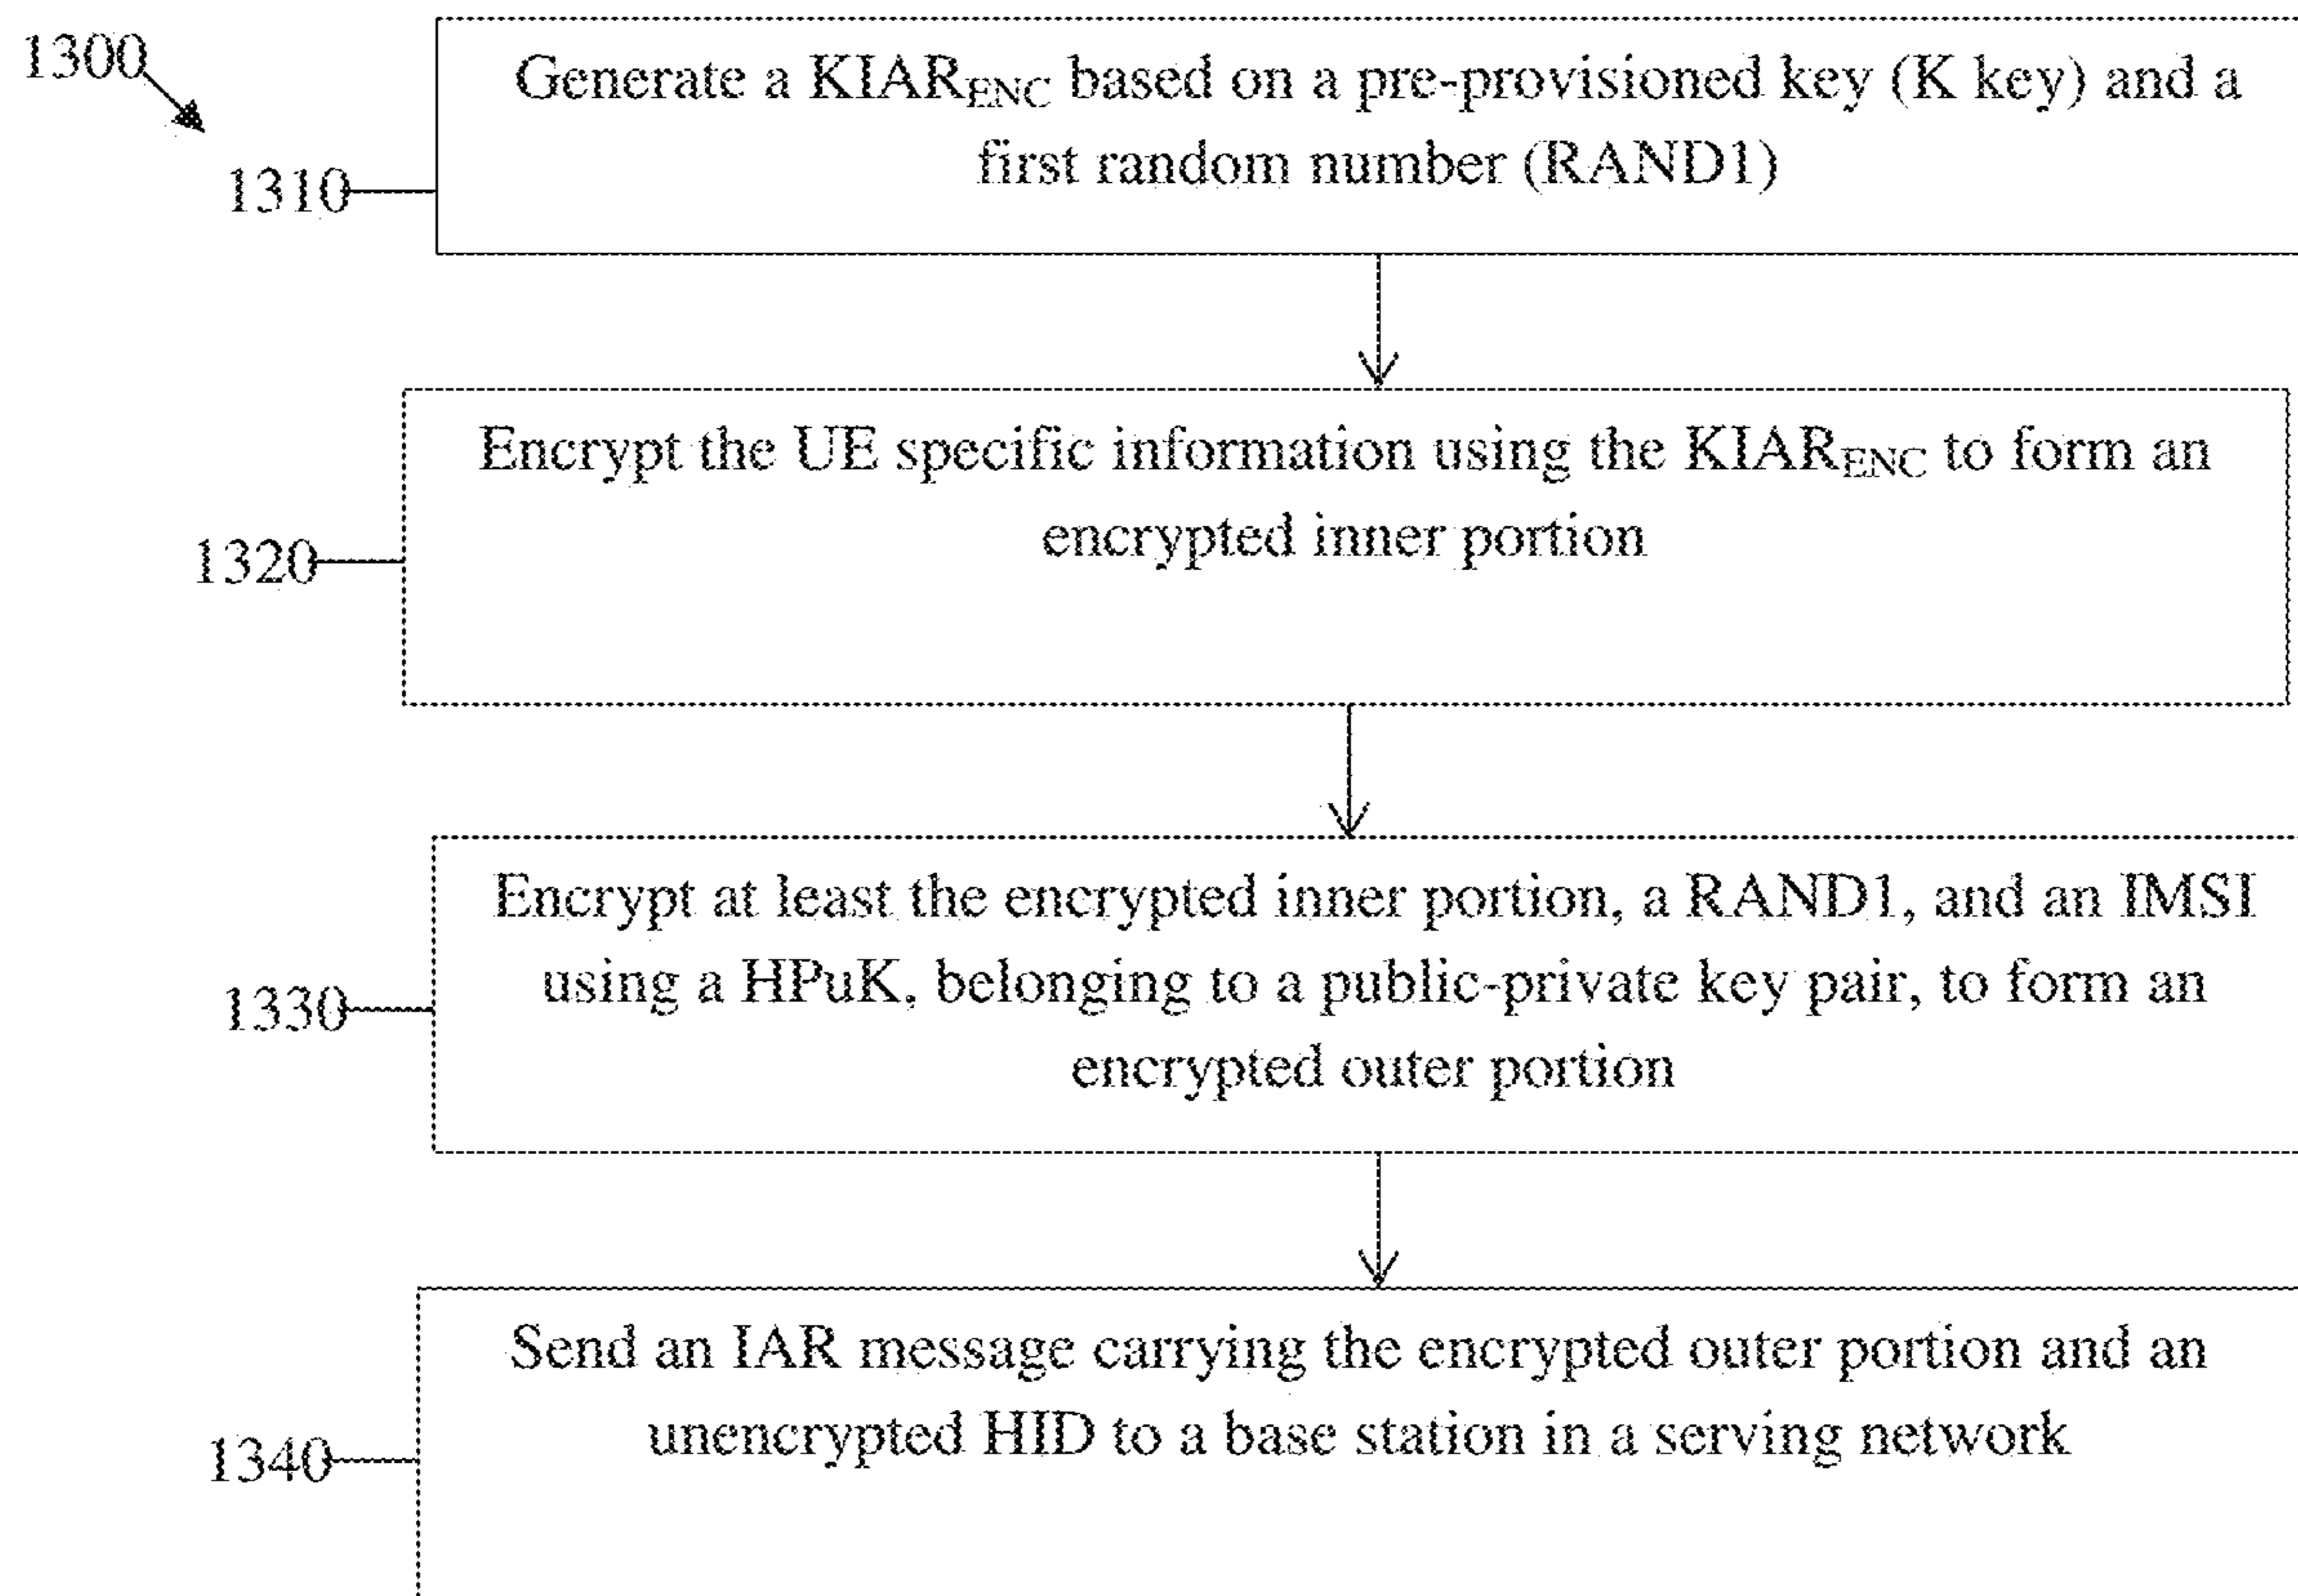 1300
Generate a KIAR_ENC based on a pre-provisioned key (K key) and a
first random number (RAND1)
1310
Encrypt the UE specific information using the KIAR_ENC to form an
encrypted inner portion
1320
Encrypt at least the encrypted inner portion, a RAND1, and an IMSI
using a HPuK, belonging to a public-private key pair, to form an
encrypted outer portion
1330
Send an IAR message carrying the encrypted outer portion and an
unencrypted HID to a base station in a serving network
1340